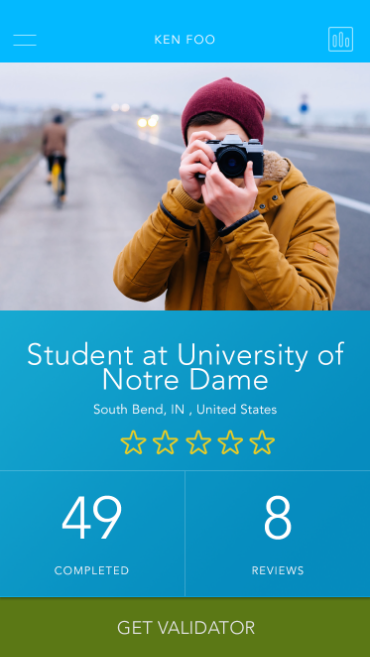 KEN FOO
Student at University of
Notre Dame
South Bend, IN , United States
49
8
COMPLETED
REVIEWS
GET VALIDATOR